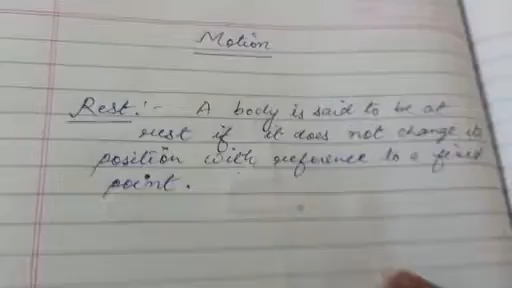 Motion
Rest :- A body is said to be at
rest if it does not change its
position with reference to a fixed
point.